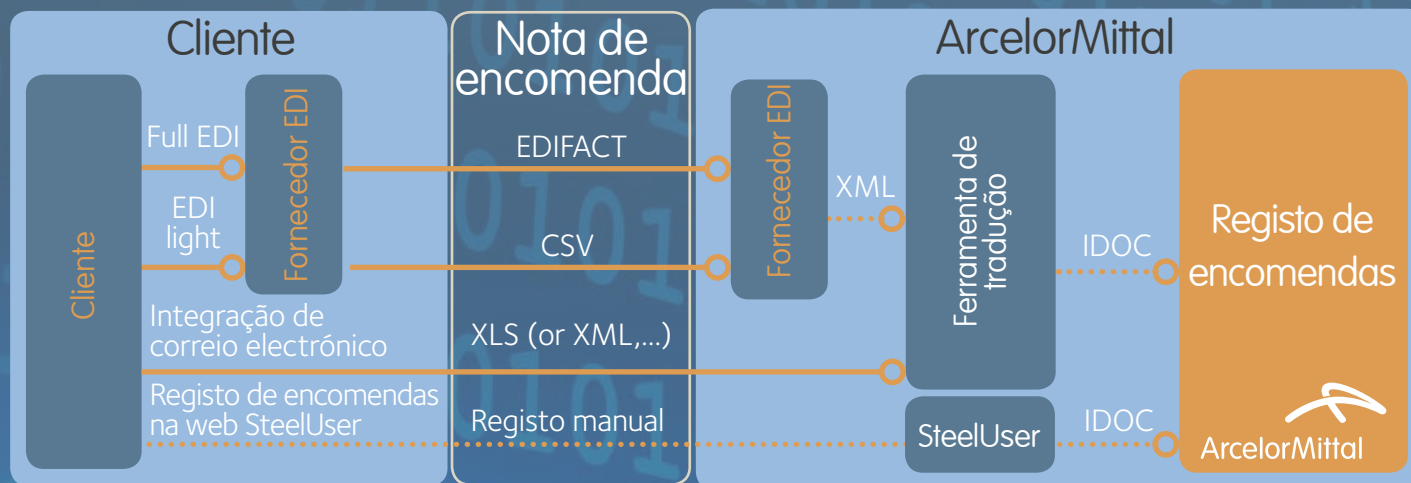 Cliente
Nota de
encomenda
ArcelorMittal
Cliente
Full EDI
EDI
light
Fornecedor EDI
Integração de
correio electrónico
Registo de encomendas
na web SteelUser
EDIFACT
CSV
XLS (or XML,...)
Registo manual
Fornecedor EDI
XML
Ferramenta de
tradução
SteelUser
IDOC
IDOC
Registo de
encomendas
ArcelorMittal